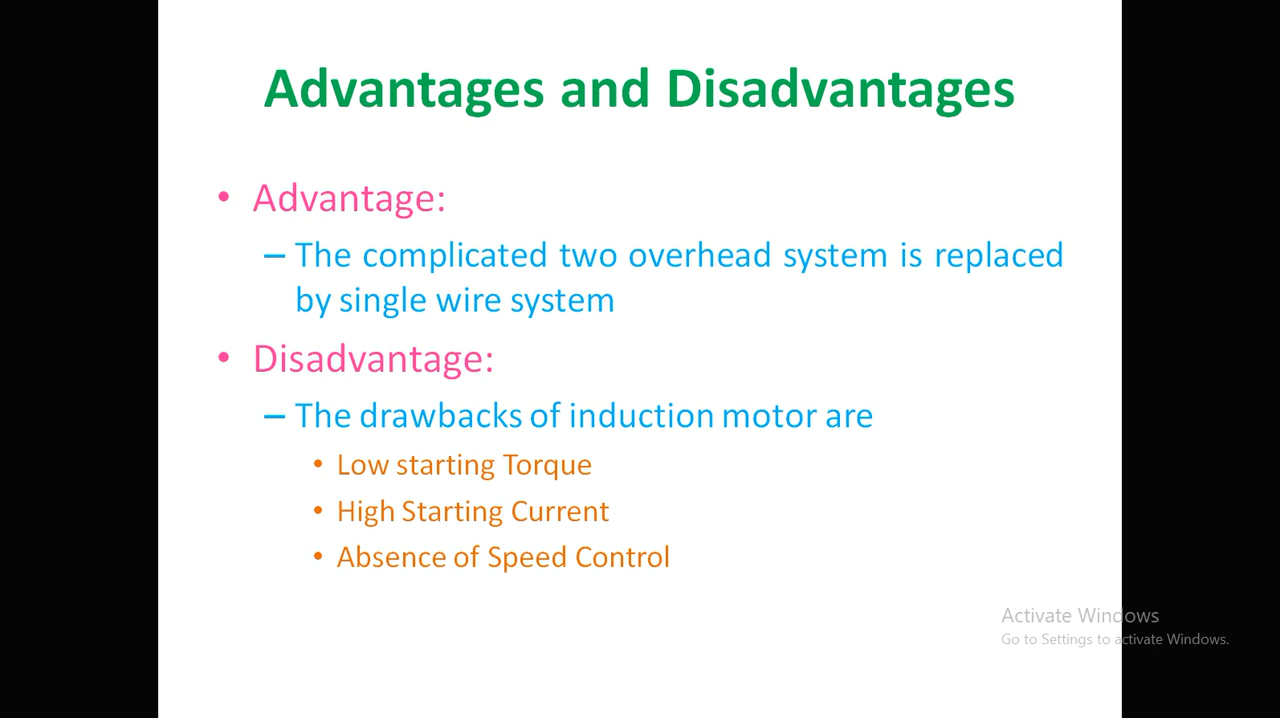 Advantages and Disadvantages
• Advantage:
– The complicated two overhead system is replaced
by single wire system
• Disadvantage:
– The drawbacks of induction motor are
• Low starting Torque
• High Starting Current
• Absence of Speed Control
Activate Windows
Go to Settings to activate Windows.